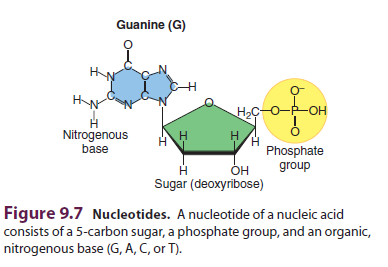 Guanine (G)
O
C
H N C N
C H
H N C N C N
H
Nitrogenous
base
H
O
H H H H
H OH
Sugar (deoxyribose)
H₂C O P OH
O⁻
O
Phosphate
group
Figure 9.7 Nucleotides. A nucleotide of a nucleic acid
consists of a 5-carbon sugar, a phosphate group, and an organic,
nitrogenous base (G, A, C, or T).